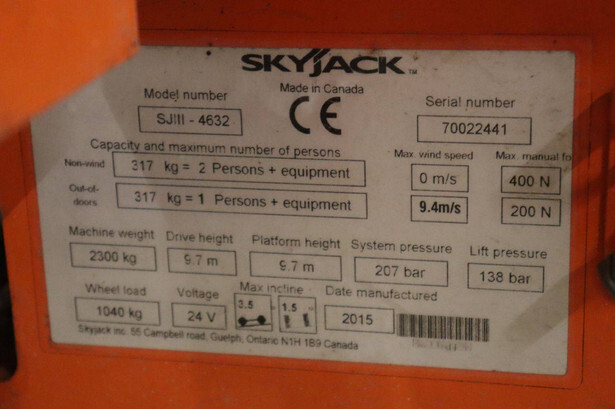 SKYJACK™
Made in Canada
Model number
SJIII - 4632
CE
Serial number
70022441
Capacity and maximum number of persons
Max. wind speed
Max. manual fo
Non-wind
317 kg = 2 Persons + equipment
0 m/s
400 N
Out-of-doors
317 kg = 1 Persons + equipment
9.4m/s
200 N
Machine weight
Drive height
Platform height
System pressure
Lift pressure
2300 kg
9.7 m
9.7 m
207 bar
138 bar
Wheel load
Voltage
Max incline
Date manufactured
1040 kg
24 V
3.5
1.5
2015
Skyjack inc. 55 Campbell road, Guelph, Ontario N1H 1B9 Canada